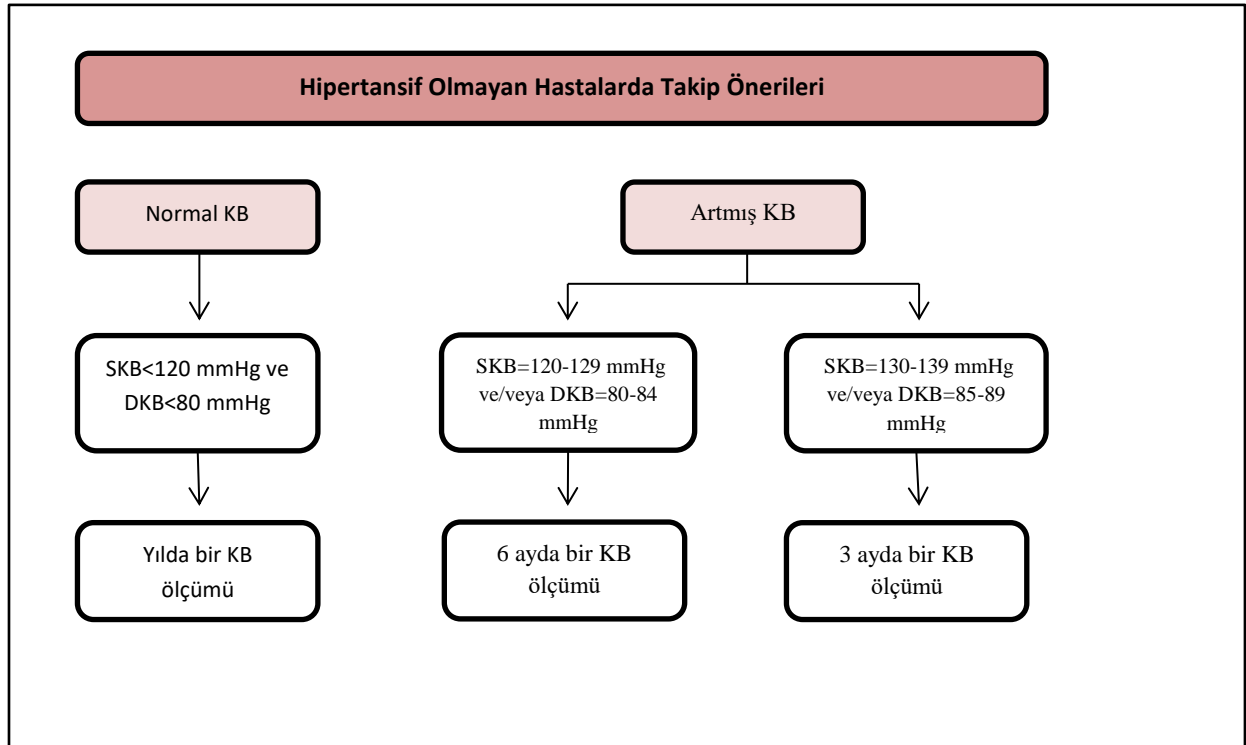 Hipertansif Olmayan Hastalarda Takip Önerileri
Normal KB
Artmış KB
SKB<120 mmHg ve
DKB<80 mmHg
SKB=120-129 mmHg
ve/veya DKB=80-84
mmHg
SKB=130-139 mmHg
ve/veya DKB=85-89
mmHg
Yılda bir KB
ölçümü
6 ayda bir KB
ölçümü
3 ayda bir KB
ölçümü